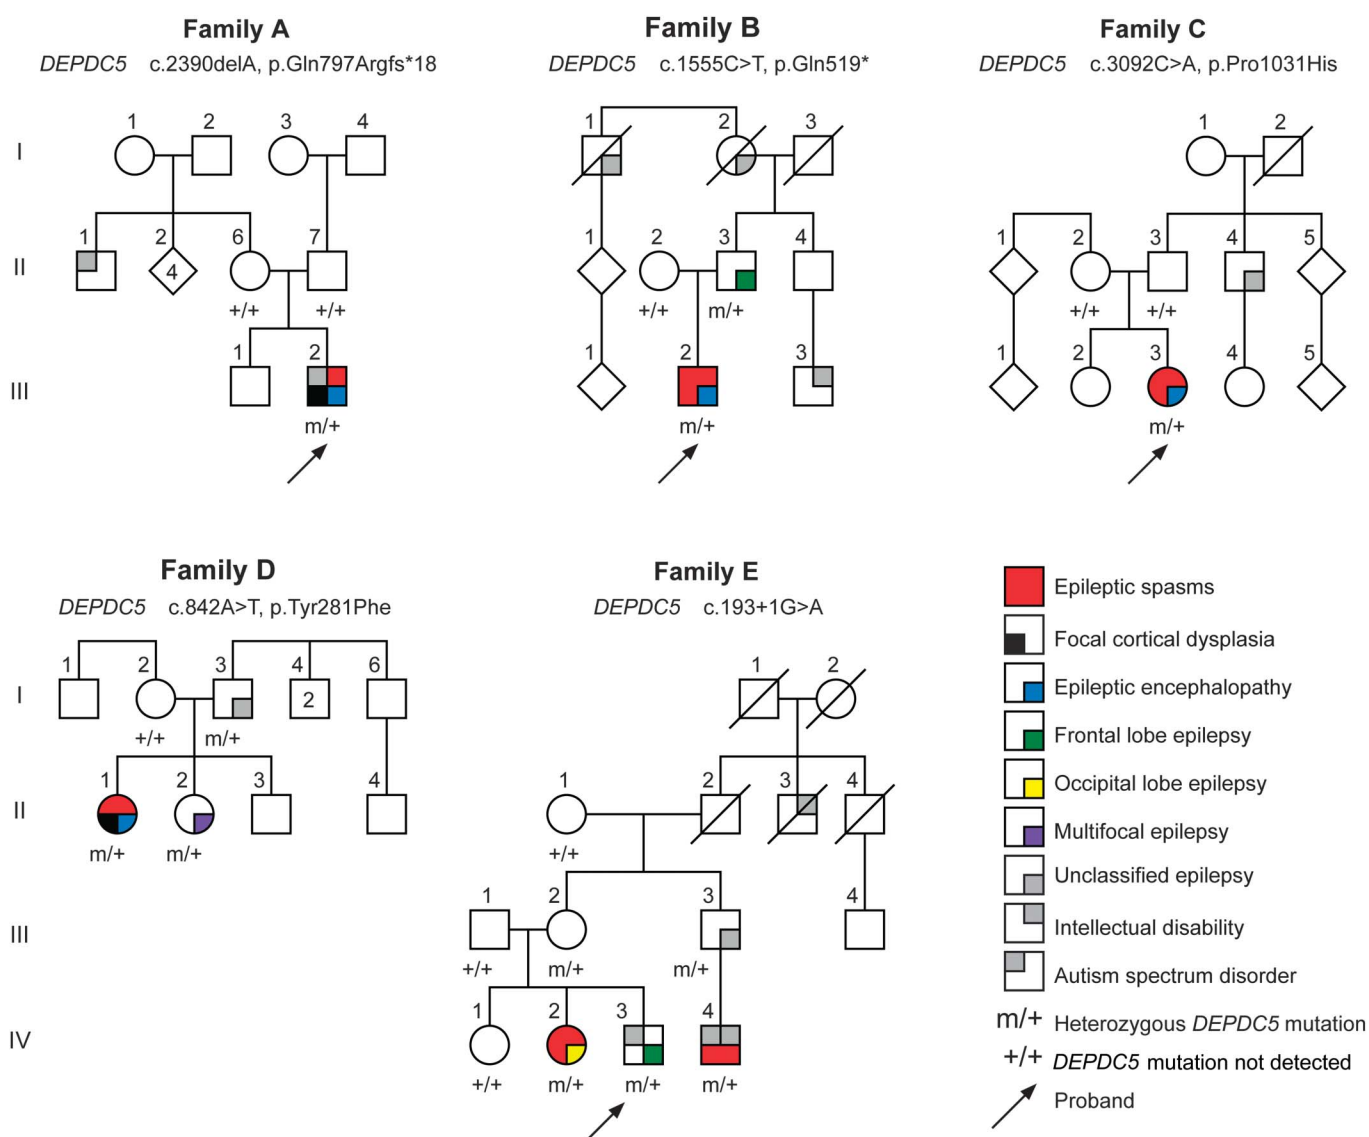 Family A
DEPDC5 c.2390delA, p.Gln797Argfs*18
1 2 3 4
I
1 2 6 7
4
II
+/+ +/+
1 2
III
m/+
Family B
DEPDC5 c.1555C>T, p.Gln519*
1 2 3
1 2 3 4
+/+ m/+
1 2 3
m/+
Family C
DEPDC5 c.3092C>A, p.Pro1031His
1 2
1 2 3 4 5
+/+ +/+
1 2 3 4 5
m/+
Family D
DEPDC5 c.842A>T, p.Tyr281Phe
1 2 3 4 6
I
2
+/+ m/+
1 2 3 4
II
m/+ m/+
III
IV
Family E
DEPDC5 c.193+1G>A
1 2
1 2 3 4
+/+
1 2 3 4
+/+ m/+ m/+
1 2 3 4
+/+ m/+ m/+ m/+
Epileptic spasms
Focal cortical dysplasia
Epileptic encephalopathy
Frontal lobe epilepsy
Occipital lobe epilepsy
Multifocal epilepsy
Unclassified epilepsy
Intellectual disability
Autism spectrum disorder
m/+ Heterozygous DEPDC5 mutation
+/+ DEPDC5 mutation not detected
Proband